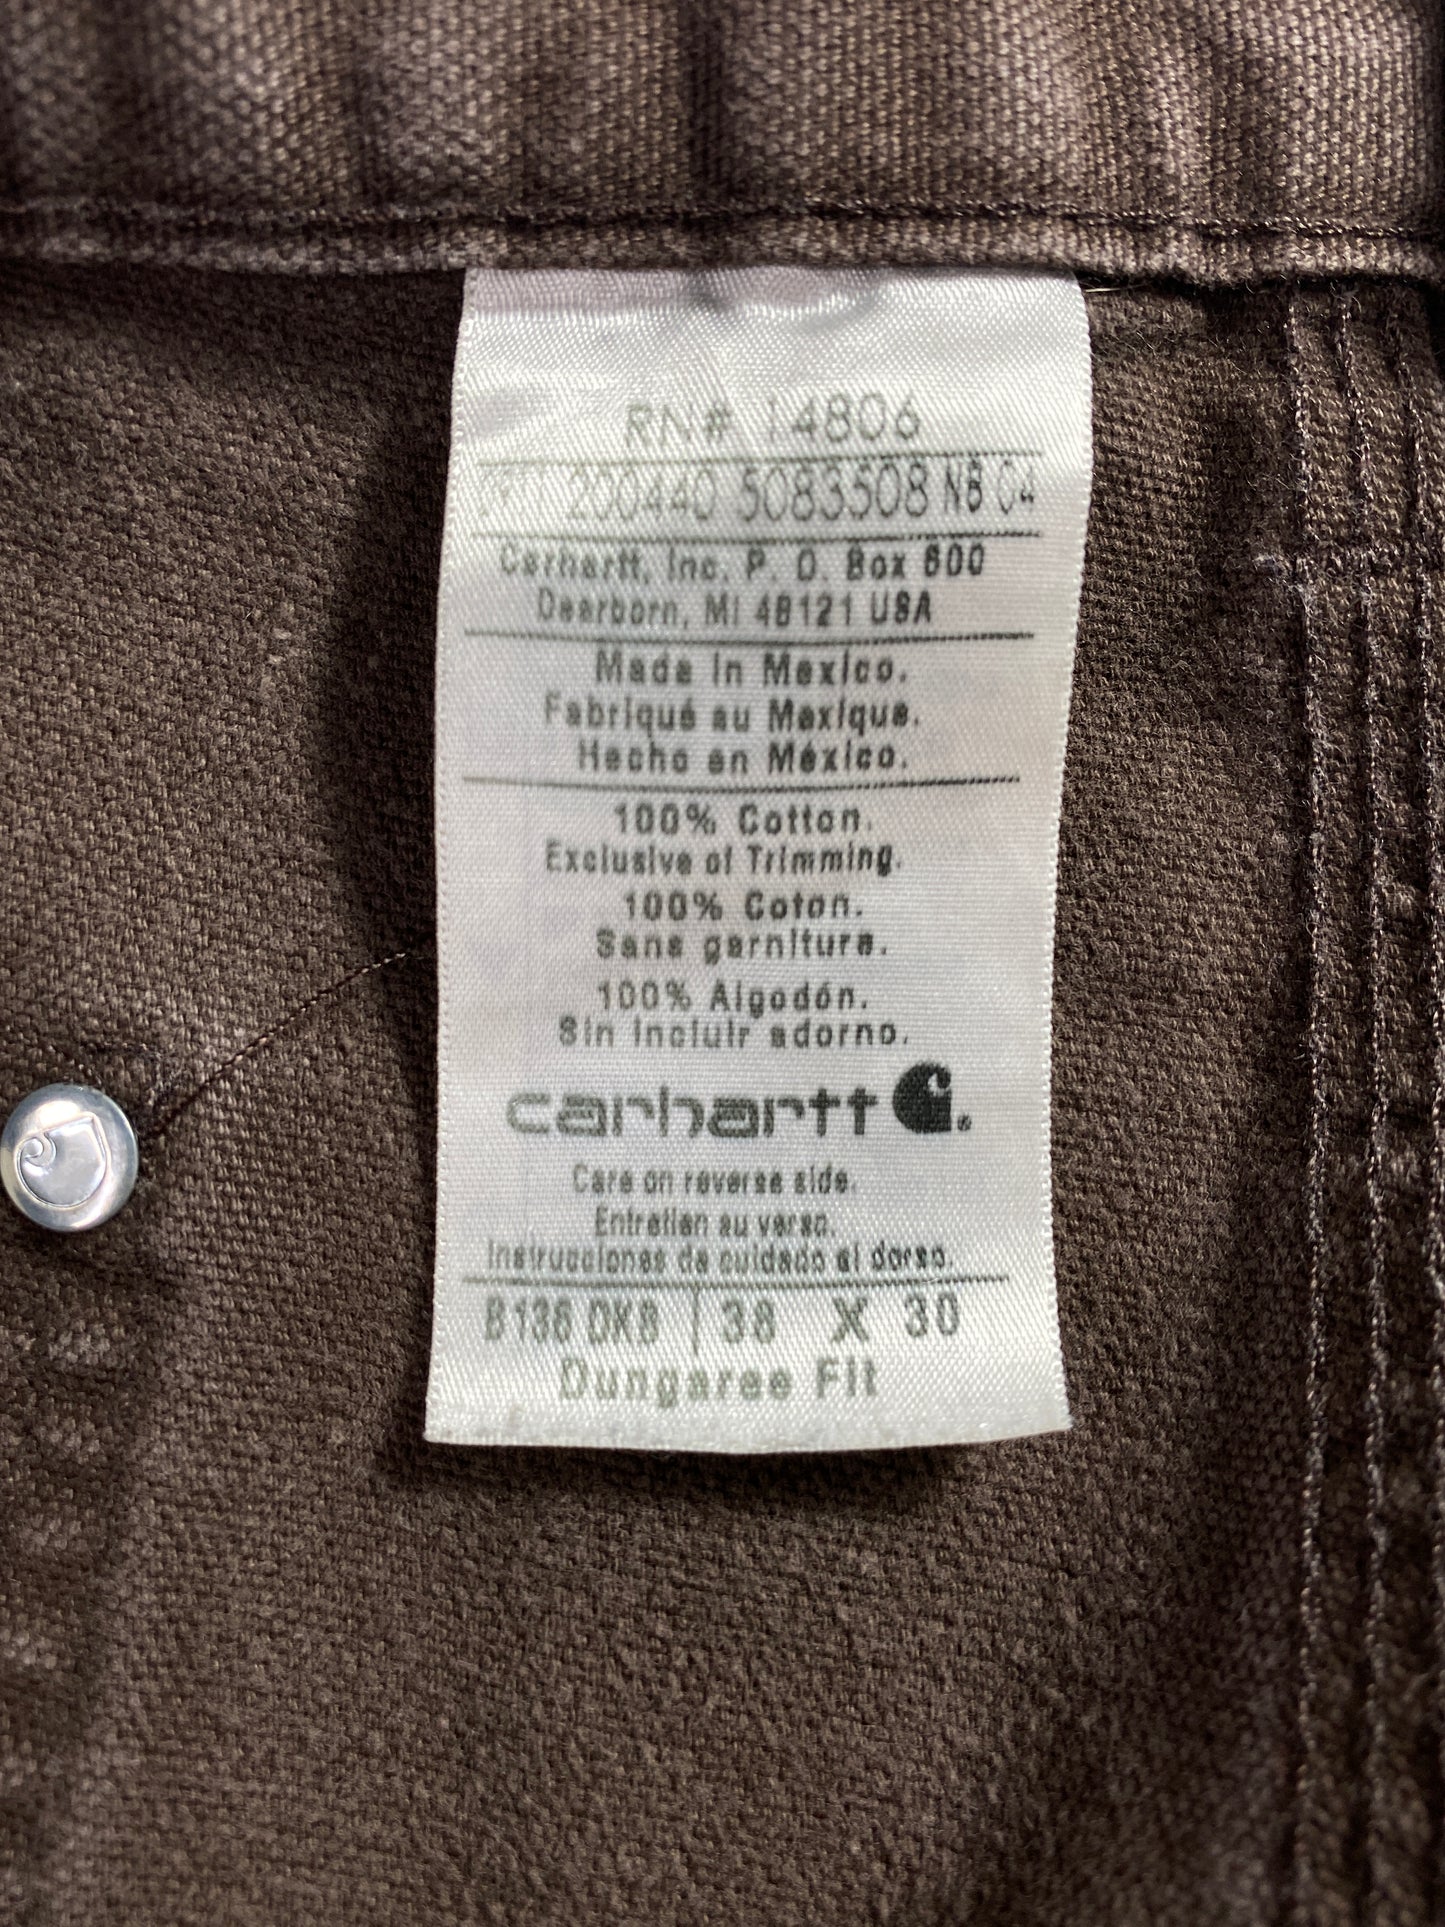 RN# 14806
200440 5083508 NB C4
Carhartt, Inc. P. O. Box 600
Dearborn, MI 48121 USA
Made in Mexico.
Fabriqué au Mexique.
Hecho en México.
100% Cotton.
Exclusive of Trimming.
100% Coton.
Sans garniture.
100% Algodón.
Sin incluir adorno.
carhartt
Care on reverse side.
Entretien au verso.
Instrucciones de cuidado al dorso.
B136 DKB | 38 X 30
Dungaree Fit